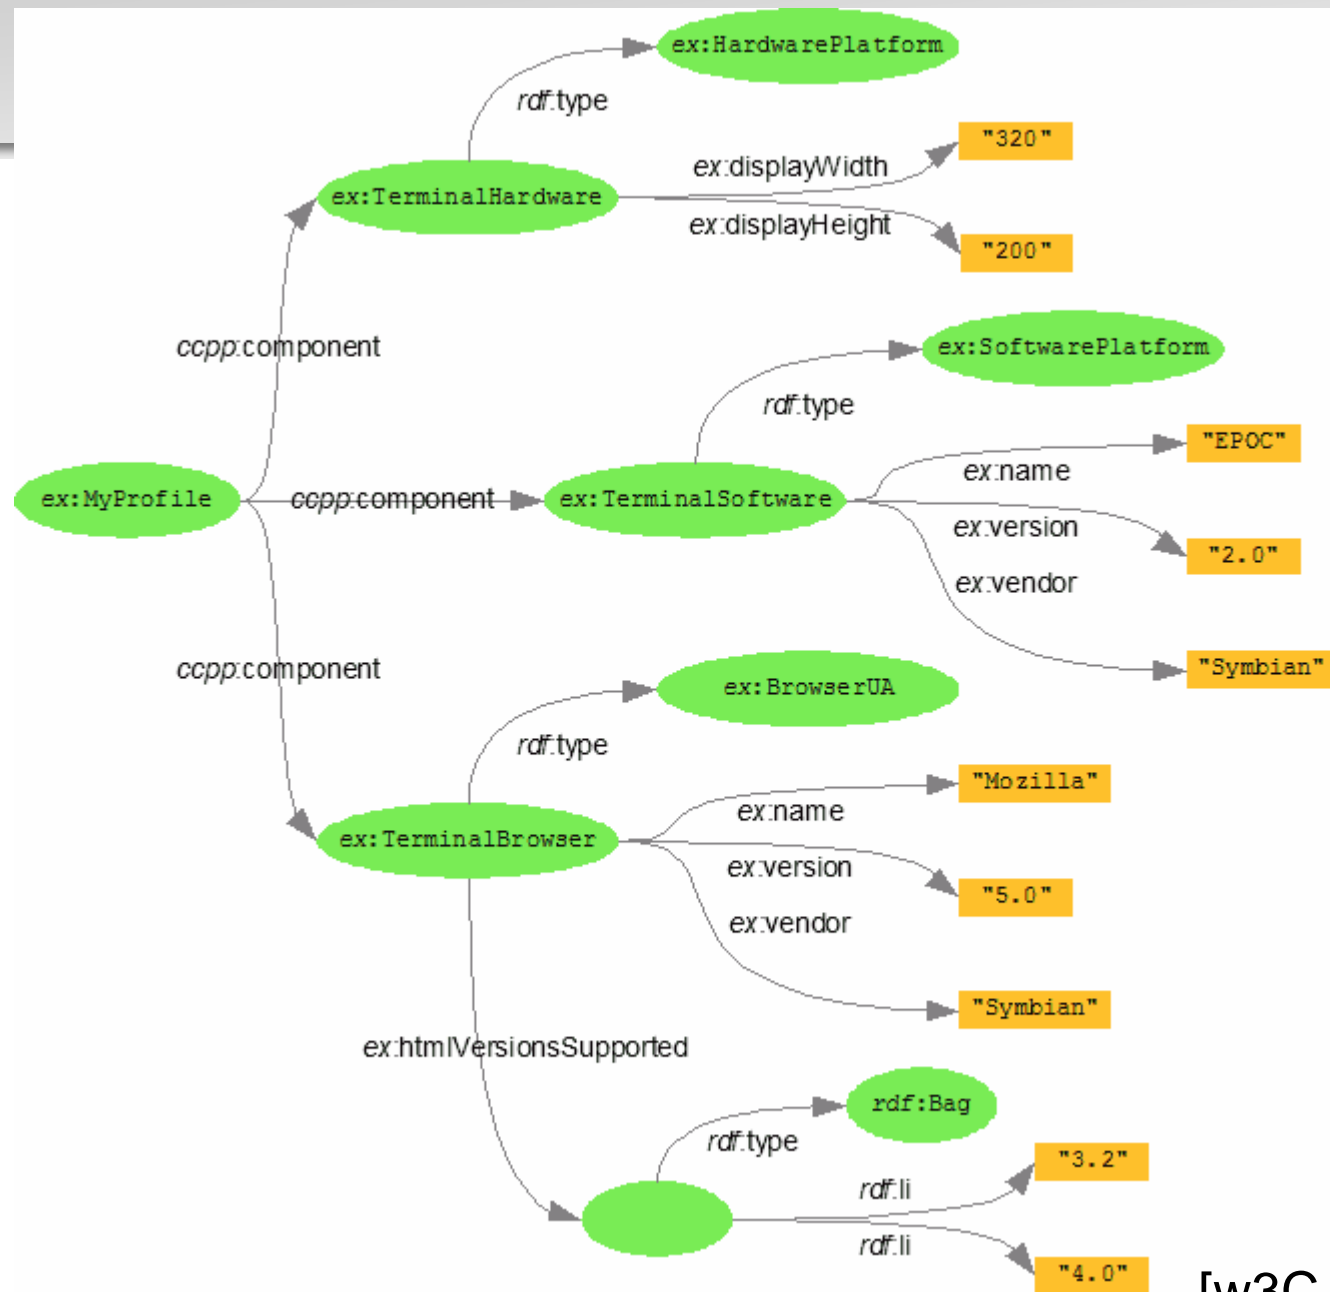 ex:HardwarePlatform
rdf:type
"320"
ex:displayWidth
ex:TerminalHardware
ex:displayHeight
"200"
ccpp:component
ex:SoftwarePlatform
rdf:type
"EPOC"
ex:name
ex:MyProfile
ccpp:component
ex:TerminalSoftware
ex:version
"2.0"
ex:vendor
ccpp:component
"Symbian"
ex:BrowserUA
rdf:type
"Mozilla"
ex:name
ex:TerminalBrowser
ex:version
"5.0"
ex:vendor
"Symbian"
ex:htmlVersionsSupported
rdf:Bag
rdf:type
"3.2"
rdf:li
rdf:li
"4.0"
[w3C